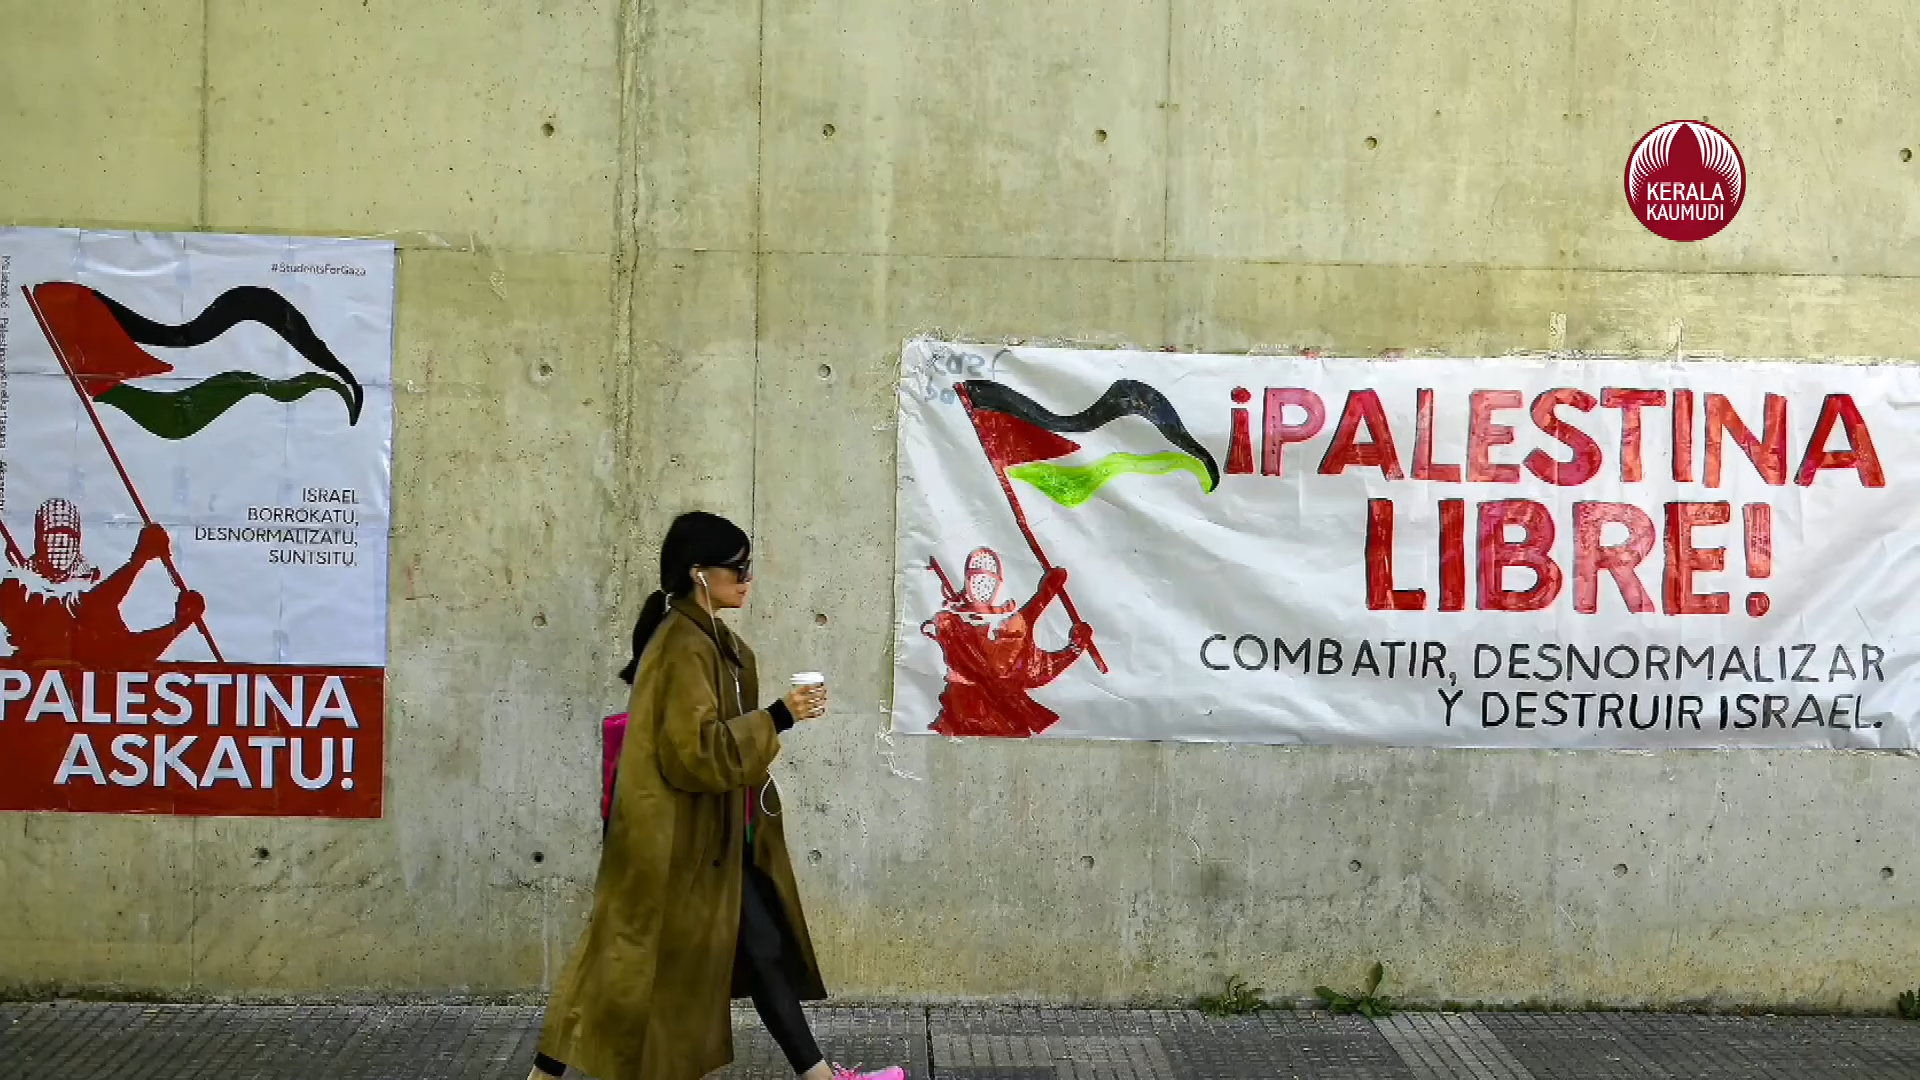 #StudentsForGaza
ISRAEL
BORROKATU,
DESNORMALIZATU,
SUNTSITU.
PALESTINA
ASKATU!
¡PALESTINA
LIBRE!
COMBATIR, DESNORMALIZAR
Y DESTRUIR ISRAEL.
KERALA
KAUMUDI